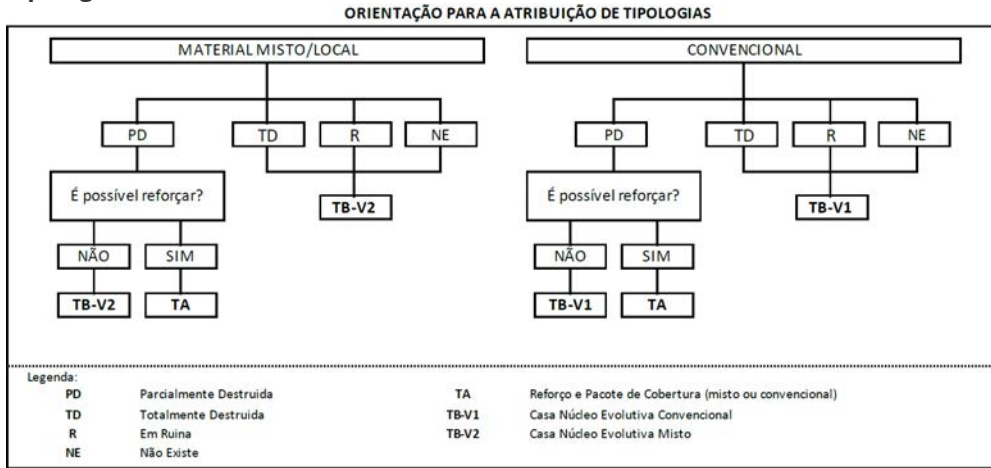 ORIENTAÇÃO PARA A ATRIBUIÇÃO DE TIPOLOGIAS
MATERIAL MISTO/LOCAL
PD TD R NE
É possível reforçar?
TB-V2
NÃO SIM
TB-V2 TA
CONVENCIONAL
PD TD R NE
É possível reforçar?
TB-V1
NÃO SIM
TB-V1 TA
Legenda:
PD Parcialmente Destruida
TD Totalmente Destruida
R Em Ruina
NE Não Existe
TA Reforço e Pacote de Cobertura (misto ou convencional)
TB-V1 Casa Núcleo Evolutiva Convencional
TB-V2 Casa Núcleo Evolutiva Misto